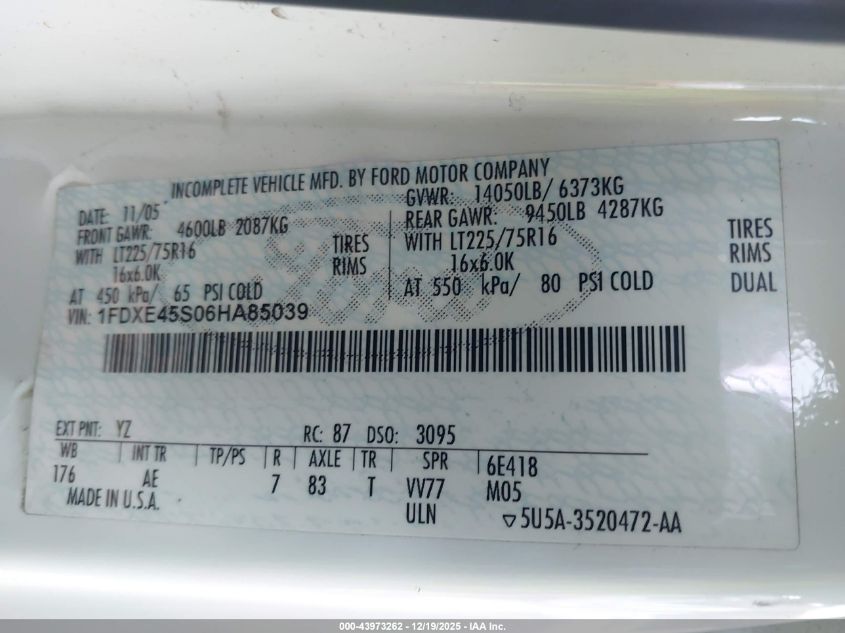 INCOMPLETE VEHICLE MFD. BY FORD MOTOR COMPANY
DATE: 11/05 GVWR: 14050LB/ 6373KG
FRONT GAWR: 4600LB 2087KG REAR GAWR: 9450LB 4287KG
WITH LT225/75R16 TIRES WITH LT225/75R16 TIRES
16x6.0K RIMS 16x6.0K RIMS
AT 450 kPa/ 65 PSI COLD AT 550 kPa/ 80 PSI COLD DUAL
VIN: 1FDXE45S06HA85039
EXT PNT: YZ RC: 87 DSO: 3095
WB INT TR TP/PS R AXLE TR SPR 6E418
176 AE 7 83 T VV77 M05
MADE IN U.S.A. ULN ▽5U5A-3520472-AA
000-43973262 - 12/19/2025 - IAA Inc.